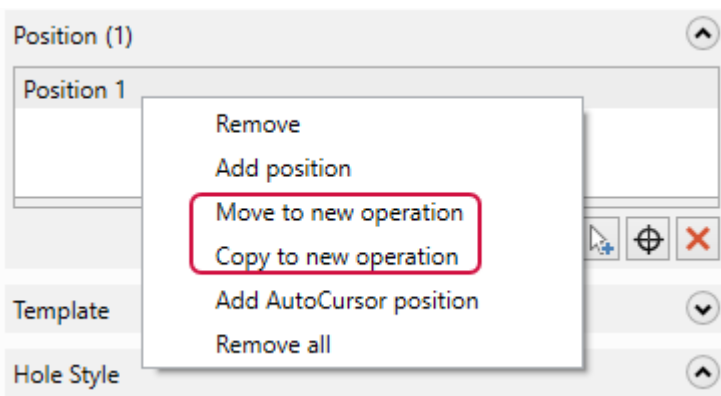 Position (1)
Position 1
Remove
Add position
Move to new operation
Copy to new operation
Add AutoCursor position
Remove all
Template
Hole Style